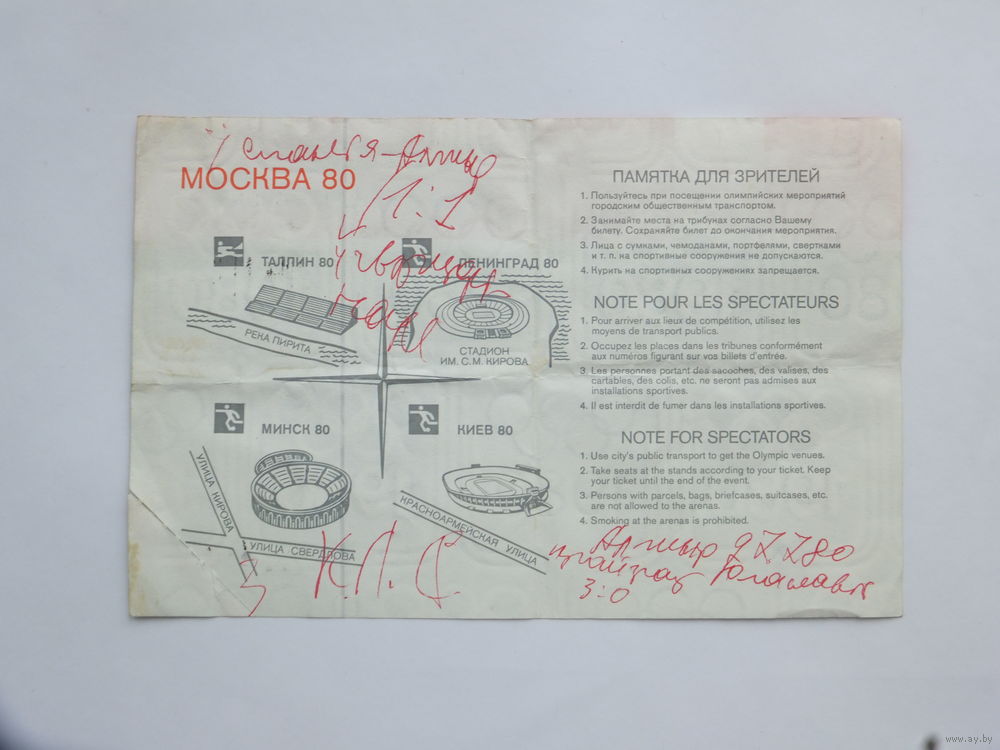 МОСКВА 80
1:1
ТАЛЛИН 80
ЛЕНИНГРАД 80
РЕКА ПИРИТА
СТАДИОН
ИМ. С.М. КИРОВА
МИНСК 80
КИЕВ 80
УЛИЦА КИРОВА
УЛИЦА СВЕРДЛОВА
КРАСНОАРМЕЙСКАЯ УЛИЦА
ПАМЯТКА ДЛЯ ЗРИТЕЛЕЙ
1. Пользуйтесь при посещении олимпийских мероприятий
городским общественным транспортом.
2. Занимайте места на трибунах согласно Вашему
билету. Сохраняйте билет до окончания мероприятия.
3. Лица с сумками, чемоданами, портфелями, свертками
и т. п. на спортивные сооружения не допускаются.
4. Курить на спортивных сооружениях запрещается.
NOTE POUR LES SPECTATEURS
1. Pour arriver aux lieux de compétition, utilisez les
moyens de transport publics.
2. Occupez les places dans les tribunes conformément
aux numéros figurant sur vos billets d'entrée.
3. Les personnes portant des sacoches, des valises, des
cartables, des colis, etc. ne seront pas admises aux
installations sportives.
4. Il est interdit de fumer dans les installations sportives.
NOTE FOR SPECTATORS
1. Use city's public transport to get the Olympic venues.
2. Take seats at the stands according to your ticket. Keep
your ticket until the end of the event.
3. Persons with parcels, bags, briefcases, suitcases, etc.
are not allowed to the arenas.
4. Smoking at the arenas is prohibited.
3:0
www.ay.by